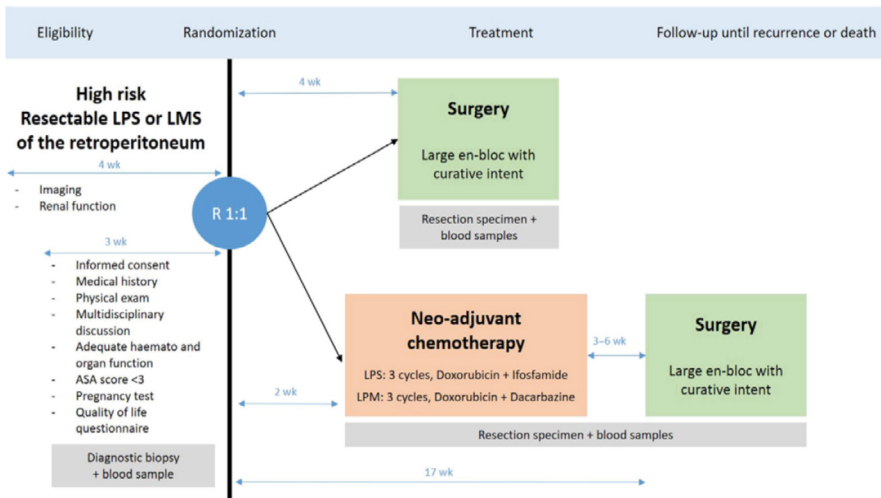 Eligibility
Randomization
Treatment
Follow-up until recurrence or death
High risk
Resectable LPS or LMS
of the retroperitoneum
4 wk
- Imaging
- Renal function
3 wk
- Informed consent
- Medical history
- Physical exam
- Multidisciplinary
discussion
- Adequate haemato and
organ function
- ASA score <3
- Pregnancy test
- Quality of life
questionnaire
Diagnostic biopsy
+ blood sample
R 1:1
4 wk
Surgery
Large en-bloc with
curative intent
Resection specimen +
blood samples
2 wk
Neo-adjuvant
chemotherapy
LPS: 3 cycles, Doxorubicin + Ifosfamide
LPM: 3 cycles, Doxorubicin + Dacarbazine
3–6 wk
Surgery
Large en-bloc with
curative intent
Resection specimen + blood samples
17 wk